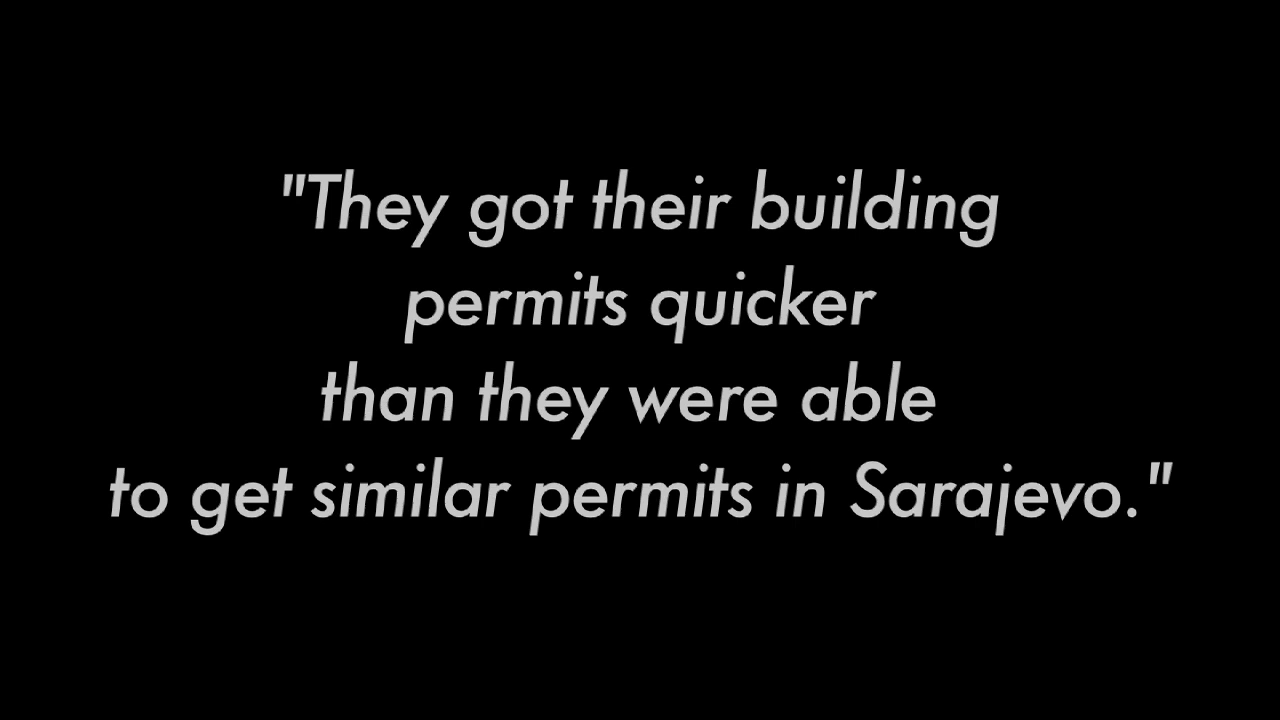 "They got their building
permits quicker
than they were able
to get similar permits in Sarajevo."